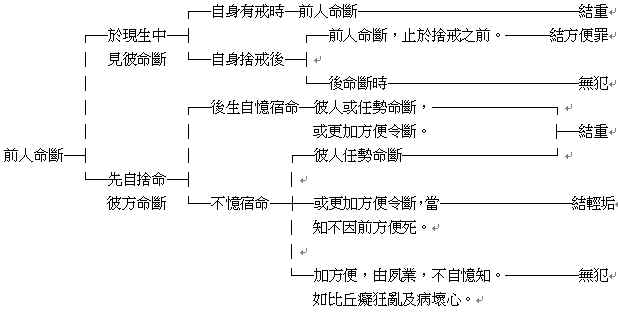 自身有戒時 前人命斷 結重
於現生中
見彼命斷
前人命斷，止於捨戒之前。 結方便罪
自身捨戒後
後命斷時 無犯
後生自憶宿命 彼人或任勢命斷，
或更加方便令斷。
結重
前人命斷
彼人任勢命斷
先自捨命
彼方命斷
不憶宿命 或更加方便令斷，當 結輕垢
知不因前方便死。
加方便，由夙業，不自憶知。 無犯
如比丘癡狂亂及病壞心。